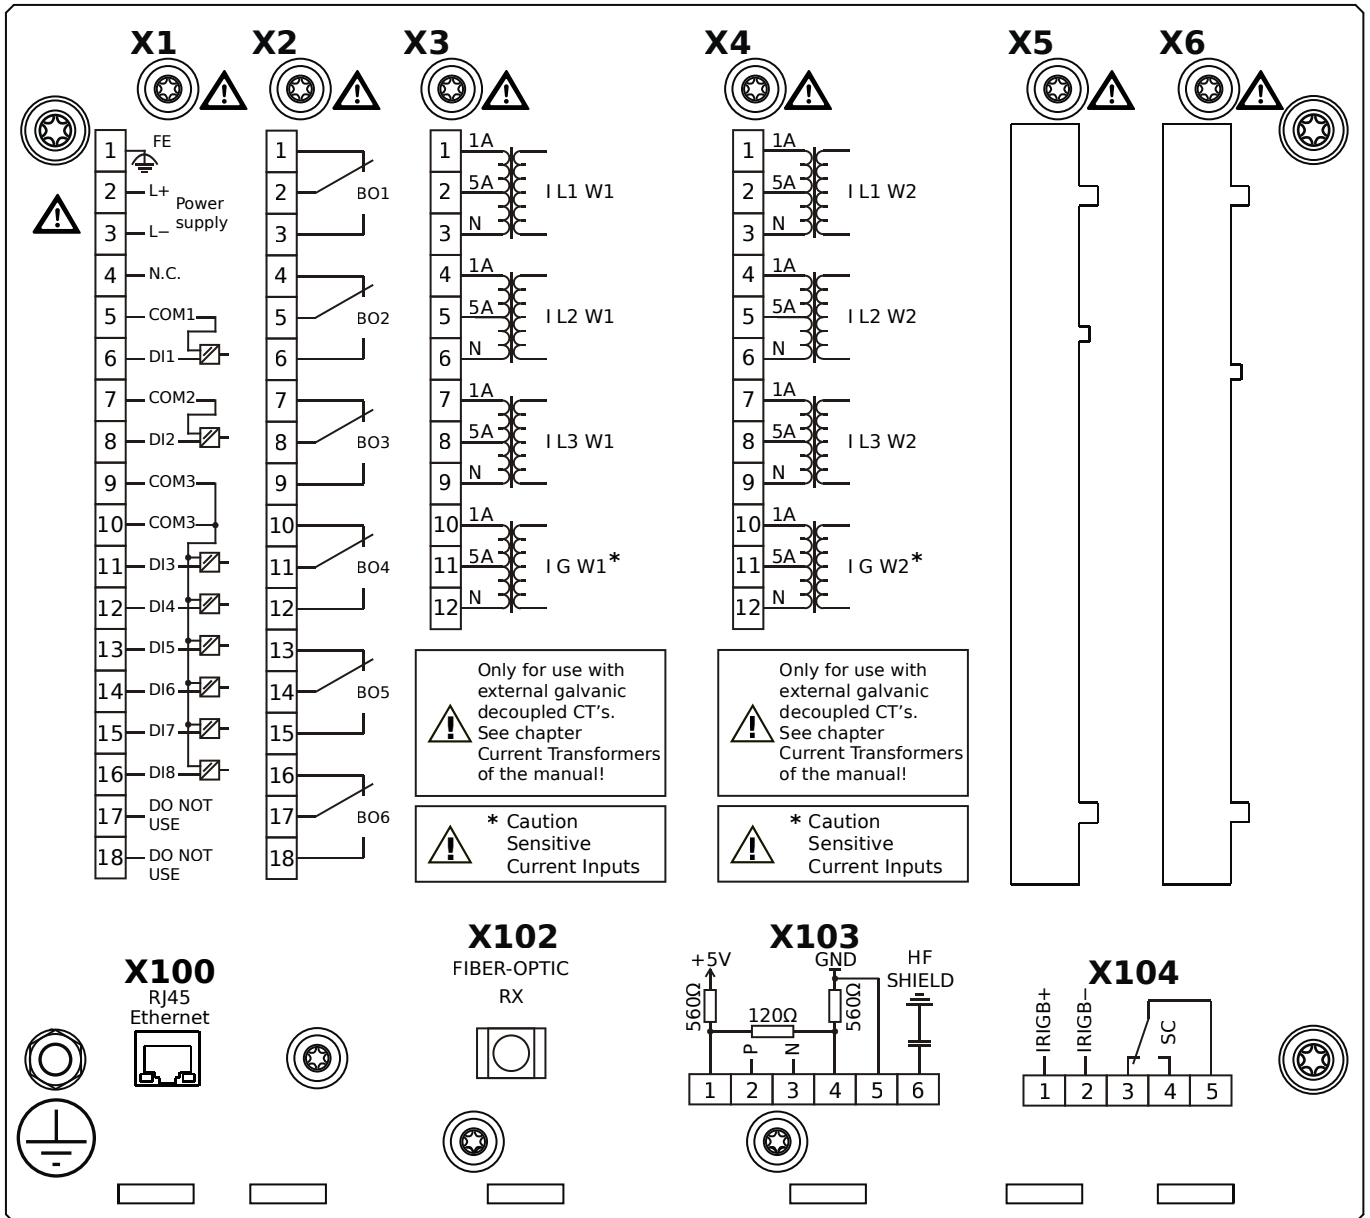 X1
X2
X3
X4
X5
X6
1
FE
2
L+
Power
supply
3
L−
4
N.C.
5
COM1
6
DI1
7
COM2
8
DI2
9
COM3
10
COM3
11
DI3
12
DI4
13
DI5
14
DI6
15
DI7
16
DI8
17
DO NOT
USE
18
DO NOT
USE
1
2
BO1
3
4
5
BO2
6
7
8
BO3
9
10
11
BO4
12
13
14
BO5
15
16
17
BO6
18
1
1A
2
5A
I L1 W1
3
N
4
1A
5
5A
I L2 W1
6
N
7
1A
8
5A
I L3 W1
9
N
10
1A
11
5A
I G W1*
12
N
Only for use with
external galvanic
decoupled CT's.
See chapter
Current Transformers
of the manual!
* Caution
Sensitive
Current Inputs
1
1A
2
5A
I L1 W2
3
N
4
1A
5
5A
I L2 W2
6
N
7
1A
8
5A
I L3 W2
9
N
10
1A
11
5A
I G W2*
12
N
Only for use with
external galvanic
decoupled CT's.
See chapter
Current Transformers
of the manual!
* Caution
Sensitive
Current Inputs
X100
RJ45
Ethernet
X102
FIBER-OPTIC
RX
X103
+5V
GND
HF
SHIELD
560Ω
120Ω
560Ω
P
N
1 2 3 4 5 6
X104
IRIGB+
IRIGB−
SC
1 2 3 4 5